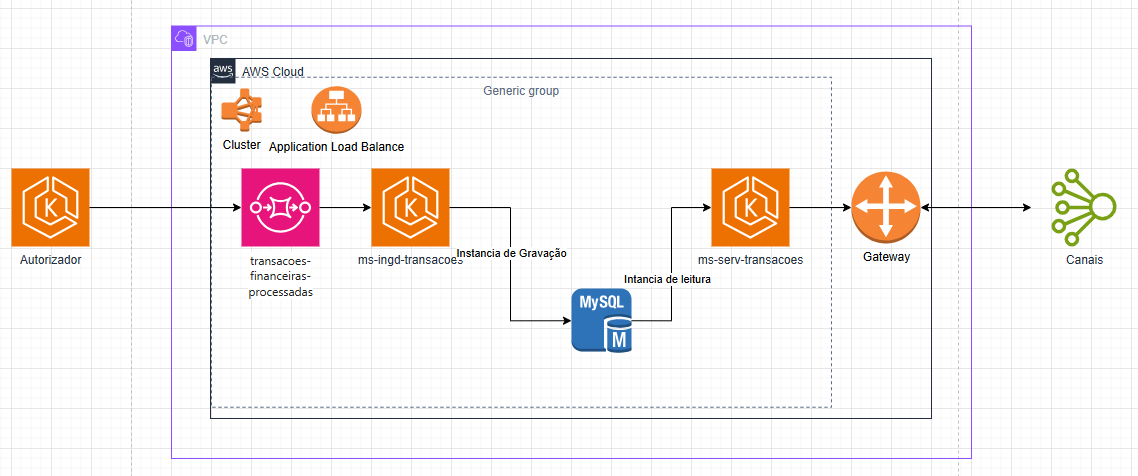 VPC
aws
AWS Cloud
Generic group
Cluster
Application Load Balance
K
K
K
Autorizador
transacoes-
financeiras-
processadas
ms-ingd-transacoes
Instancia de Gravação
Intancia de leitura
ms-serv-transacoes
Gateway
Canais
MySQL
M